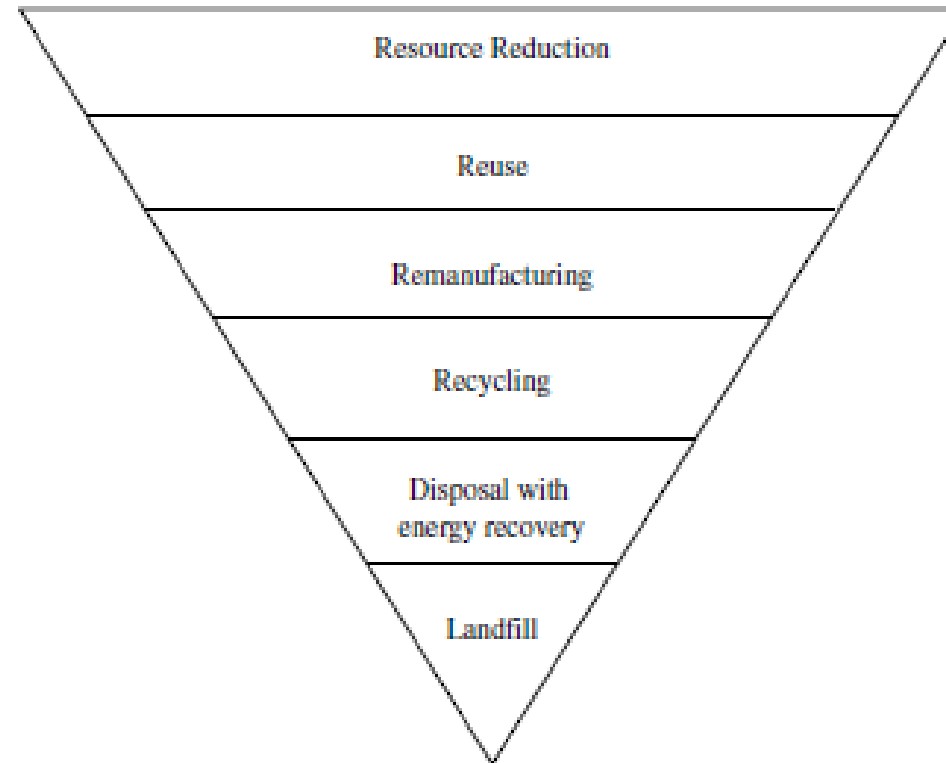 Resource Reduction
Reuse
Remanufacturing
Recycling
Disposal with
energy recovery
Landfill